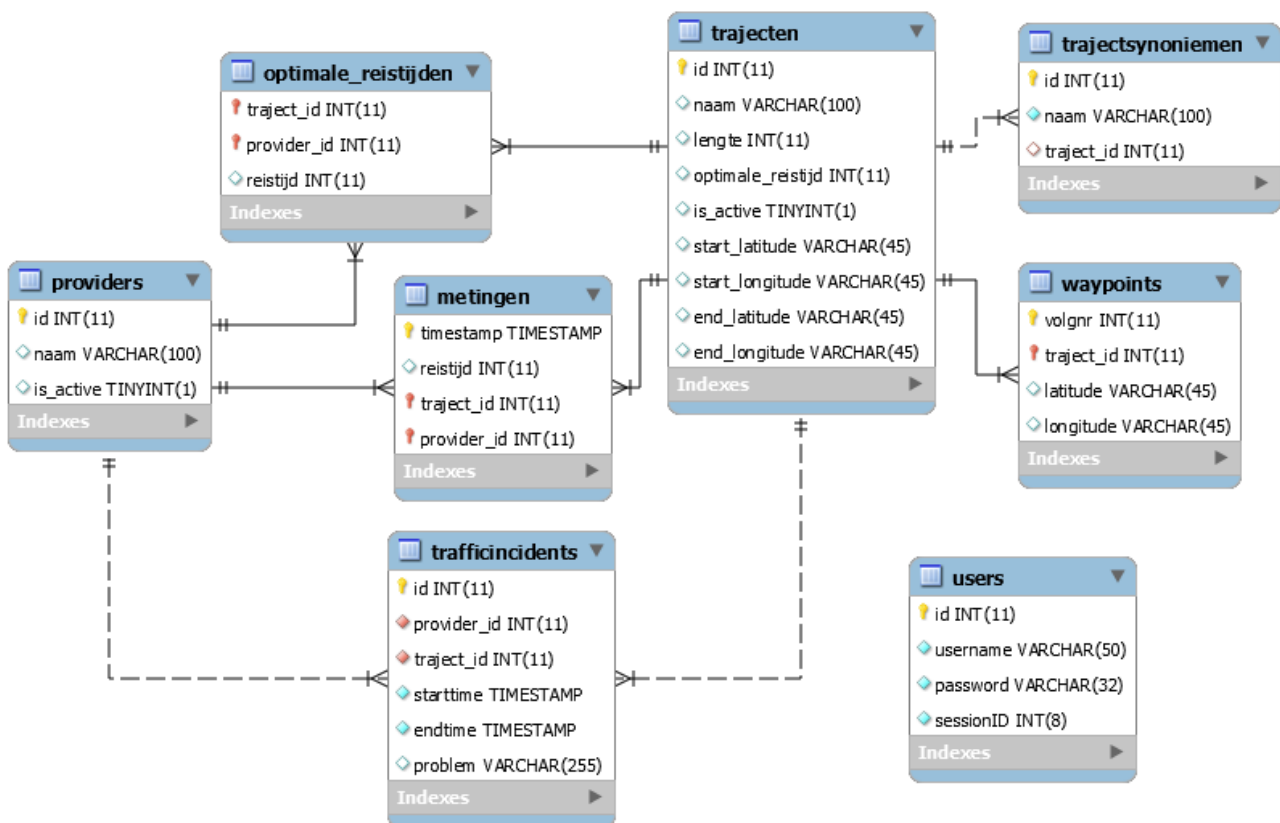 optimale_reistijden
traject_id INT(11)
provider_id INT(11)
reistijd INT(11)
Indexes
trajecten
id INT(11)
naam VARCHAR(100)
lengte INT(11)
optimale_reistijd INT(11)
is_active TINYINT(1)
start_latitude VARCHAR(45)
start_longitude VARCHAR(45)
end_latitude VARCHAR(45)
end_longitude VARCHAR(45)
Indexes
trajectsynoniemen
id INT(11)
naam VARCHAR(100)
traject_id INT(11)
Indexes
providers
id INT(11)
naam VARCHAR(100)
is_active TINYINT(1)
Indexes
metingen
timestamp TIMESTAMP
reistijd INT(11)
traject_id INT(11)
provider_id INT(11)
Indexes
waypoints
volgnr INT(11)
traject_id INT(11)
latitude VARCHAR(45)
longitude VARCHAR(45)
Indexes
trafficincidents
id INT(11)
provider_id INT(11)
traject_id INT(11)
starttime TIMESTAMP
endtime TIMESTAMP
problem VARCHAR(255)
Indexes
users
id INT(11)
username VARCHAR(50)
password VARCHAR(32)
sessionID INT(8)
Indexes